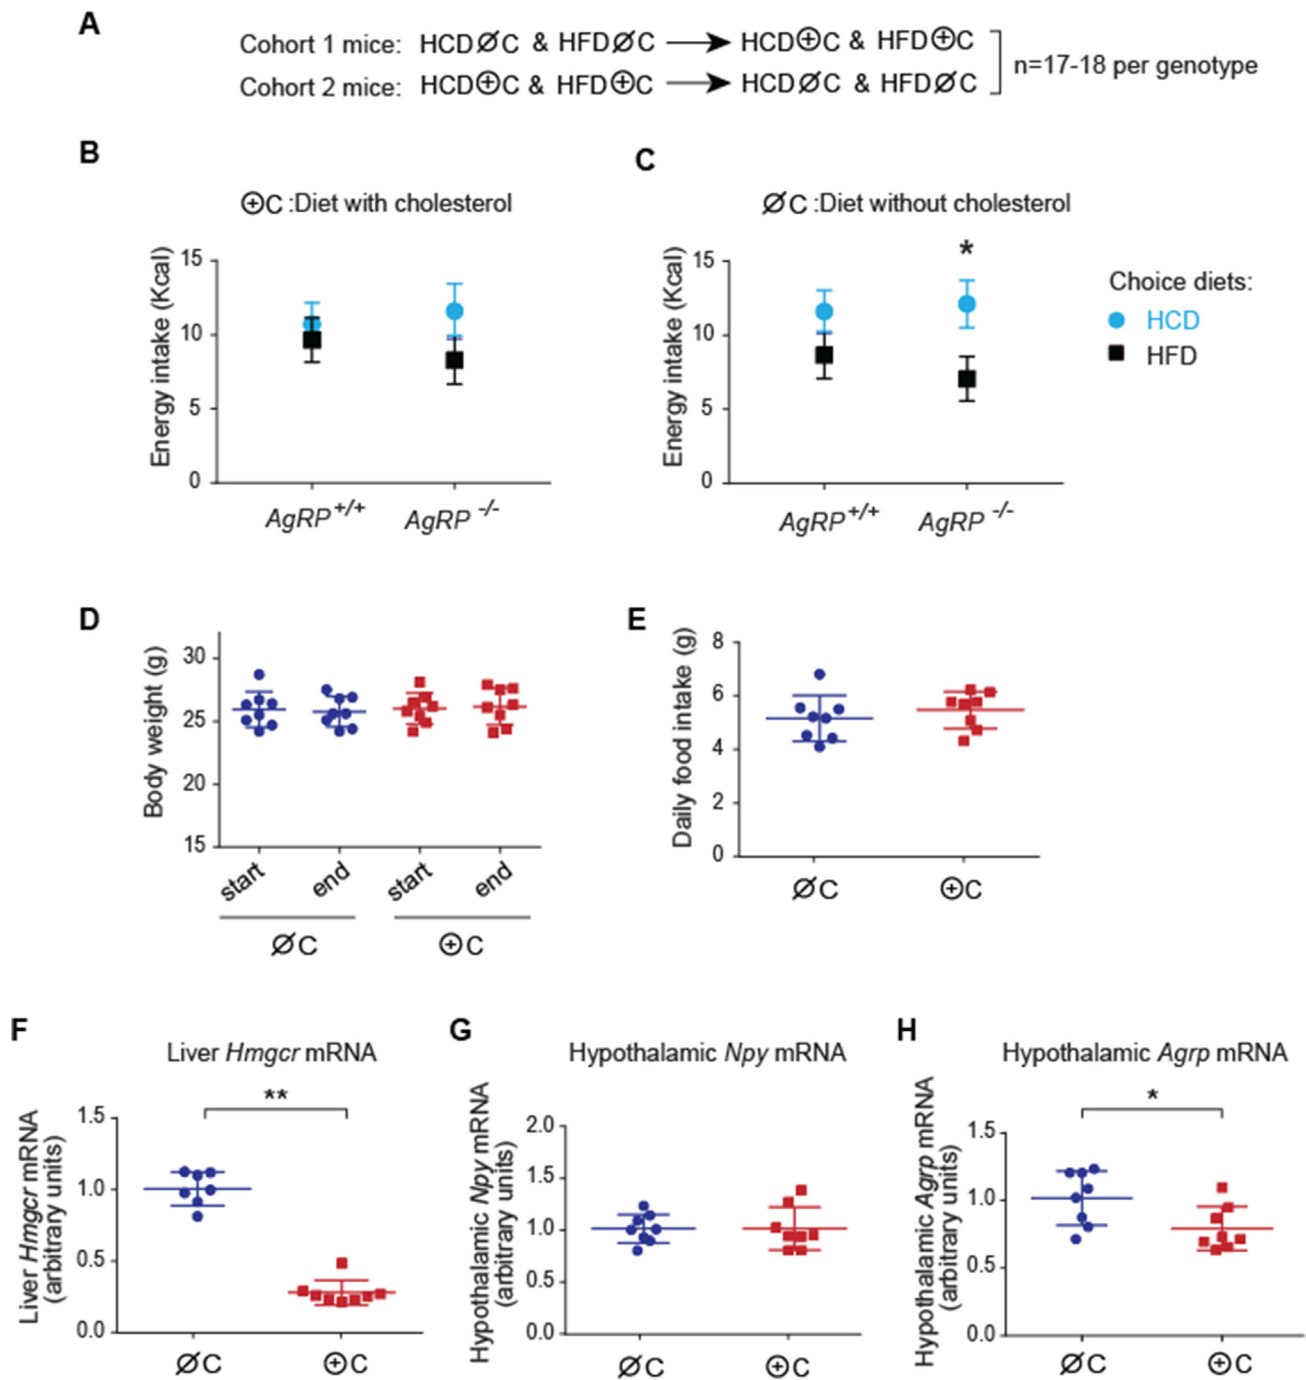 A
Cohort 1 mice: HCD∅C & HFD∅C → HCD⊕C & HFD⊕C
Cohort 2 mice: HCD⊕C & HFD⊕C → HCD∅C & HFD∅C
n=17-18 per genotype
B
⊕C :Diet with cholesterol
Energy intake (Kcal)
15
10
5
0
AgRP +/+
AgRP -/-
C
∅C :Diet without cholesterol
*
Energy intake (Kcal)
15
10
5
0
AgRP +/+
AgRP -/-
Choice diets:
HCD
HFD
D
Body weight (g)
30
25
20
15
start
end
start
end
∅C
⊕C
E
Daily food intake (g)
8
6
4
2
0
∅C
⊕C
F
Liver Hmgcr mRNA
**
Liver Hmgcr mRNA
(arbitrary units)
1.5
1.0
0.5
0.0
∅C
⊕C
G
Hypothalamic Npy mRNA
Hypothalamic Npy mRNA
(arbitrary units)
2.0
1.5
1.0
0.5
0.0
∅C
⊕C
H
Hypothalamic Agrp mRNA
*
Hypothalamic Agrp mRNA
(arbitrary units)
1.5
1.0
0.5
0.0
∅C
⊕C